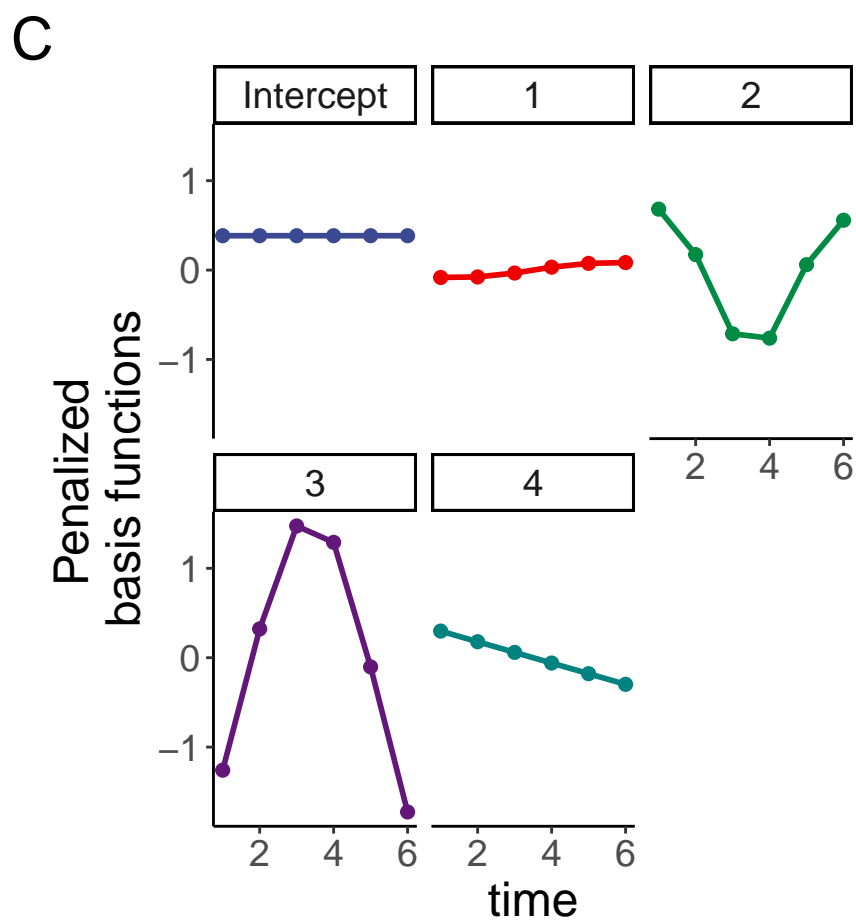 C
Intercept 1 2
1
0
−1
Penalized
basis functions
2 4 6
3 4
1
0
−1
2 4 6 2 4 6
time